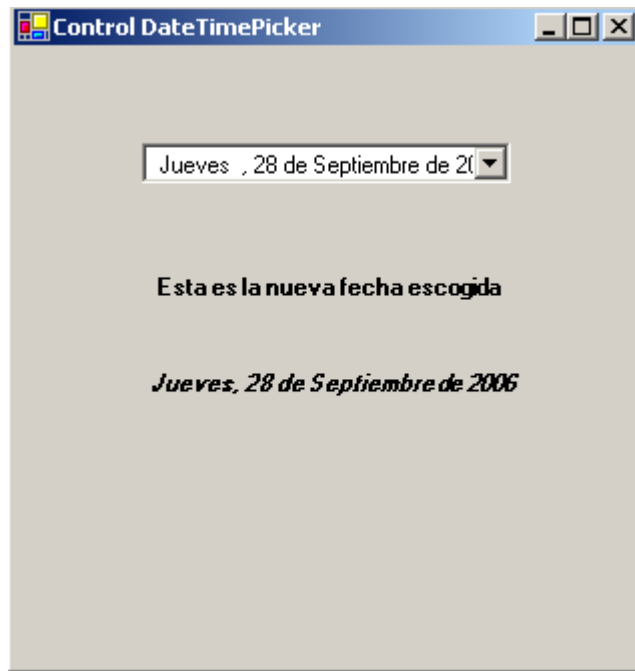 Control DateTimePicker
Jueves , 28 de Septiembre de 20
Esta es la nueva fecha escogida
Jueves, 28 de Septiembre de 2006